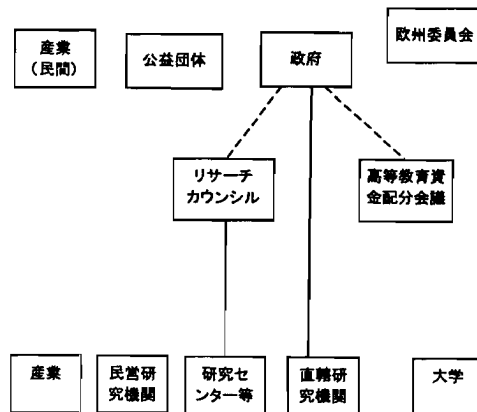 産業
（民間）
公益団体
政府
欧州委員会
リサーチ
カウンシル
高等教育資
金配分会議
産業
民営研
究機関
研究セ
ンター等
直轄研
究機関
大学